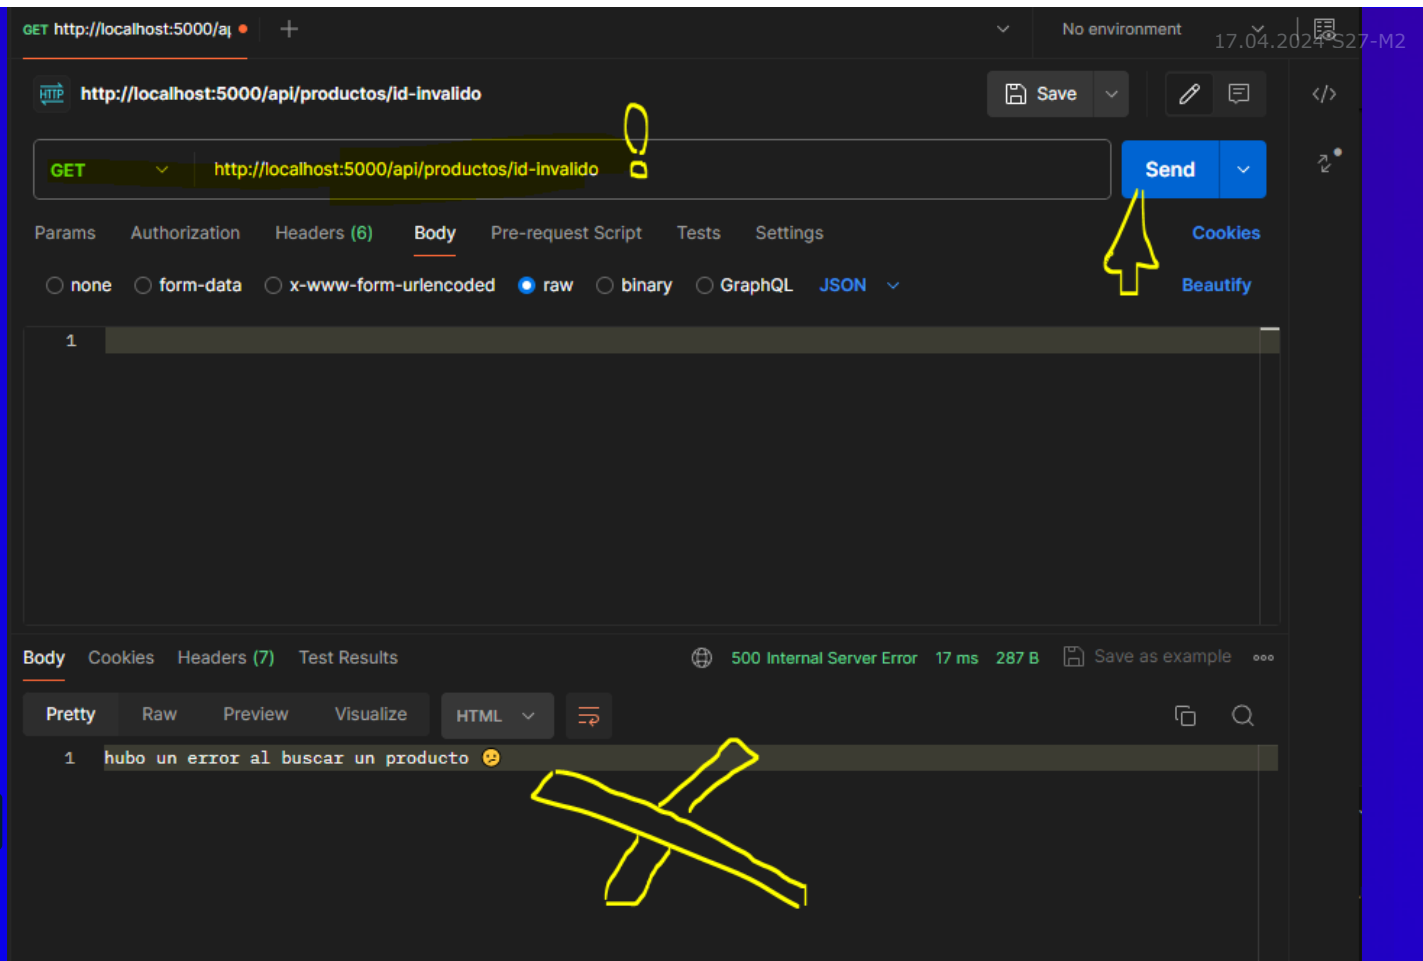 GET http://localhost:5000/a
No environment
17.04.2024-S27-M2
HTTP http://localhost:5000/api/productos/id-invalido
Save
</>
GET http://localhost:5000/api/productos/id-invalido
Send
Params Authorization Headers (6) Body Pre-request Script Tests Settings Cookies
none form-data x-www-form-urlencoded raw binary GraphQL JSON Beautify
1
Body Cookies Headers (7) Test Results 500 Internal Server Error 17 ms 287 B Save as example
Pretty Raw Preview Visualize HTML
1 hubo un error al buscar un producto 😕